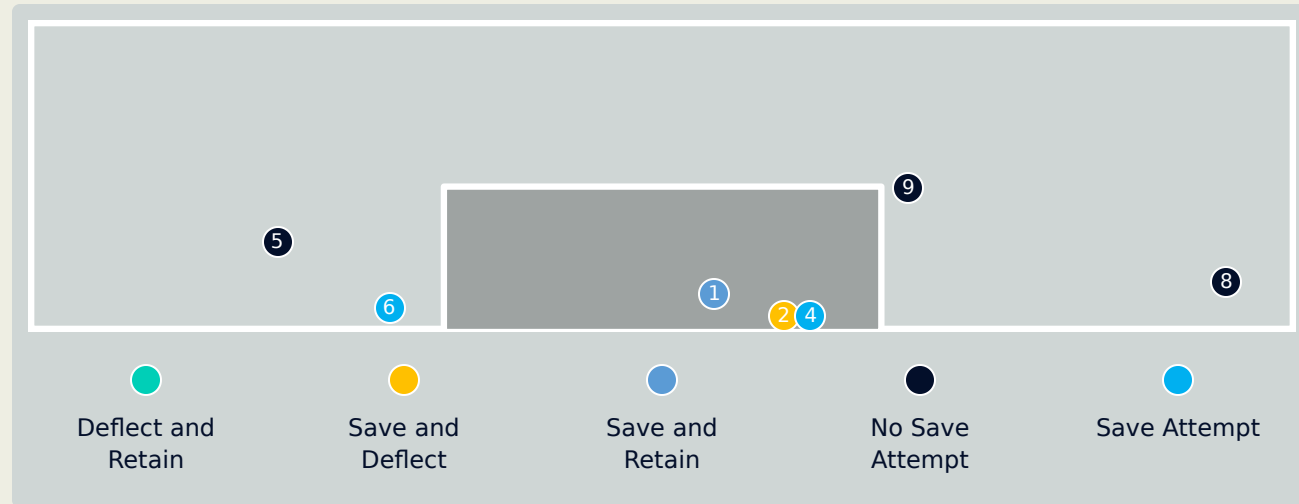 9
5
8
1
6
2 4
Deflect and
Retain
Save and
Deflect
Save and
Retain
No Save
Attempt
Save Attempt